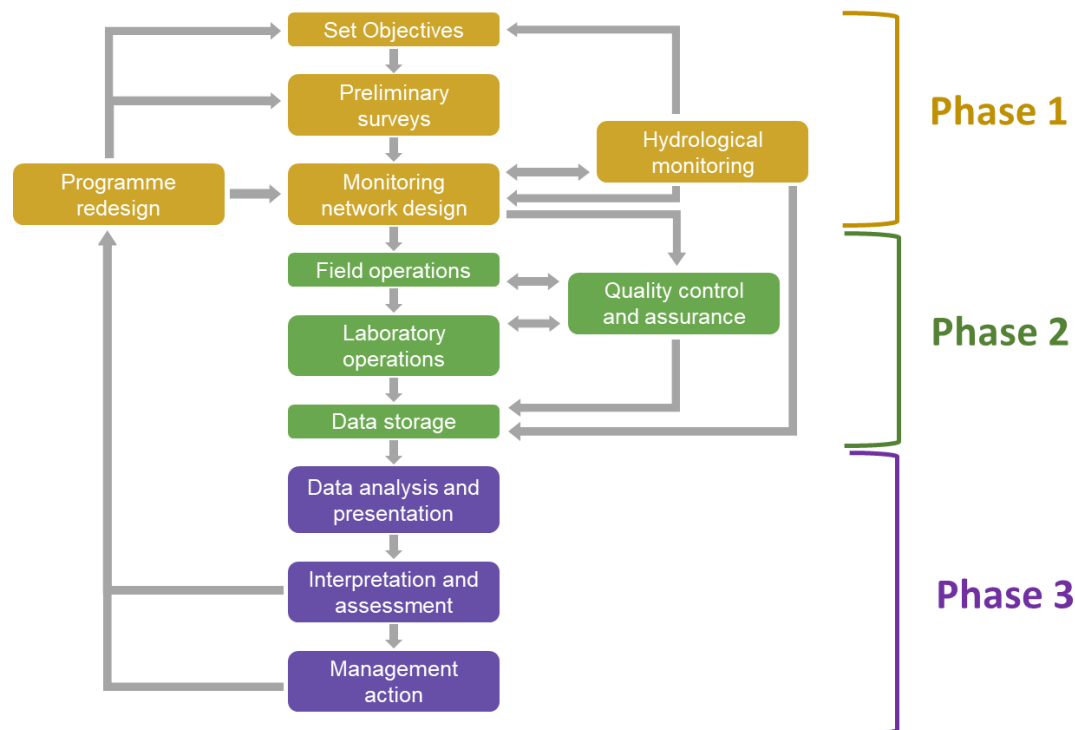 Set Objectives
Preliminary
surveys
Hydrological
monitoring
Phase 1
Programme
redesign
Monitoring
network design
Field operations
Quality control
and assurance
Phase 2
Laboratory
operations
Data storage
Data analysis and
presentation
Interpretation and
assessment
Phase 3
Management
action